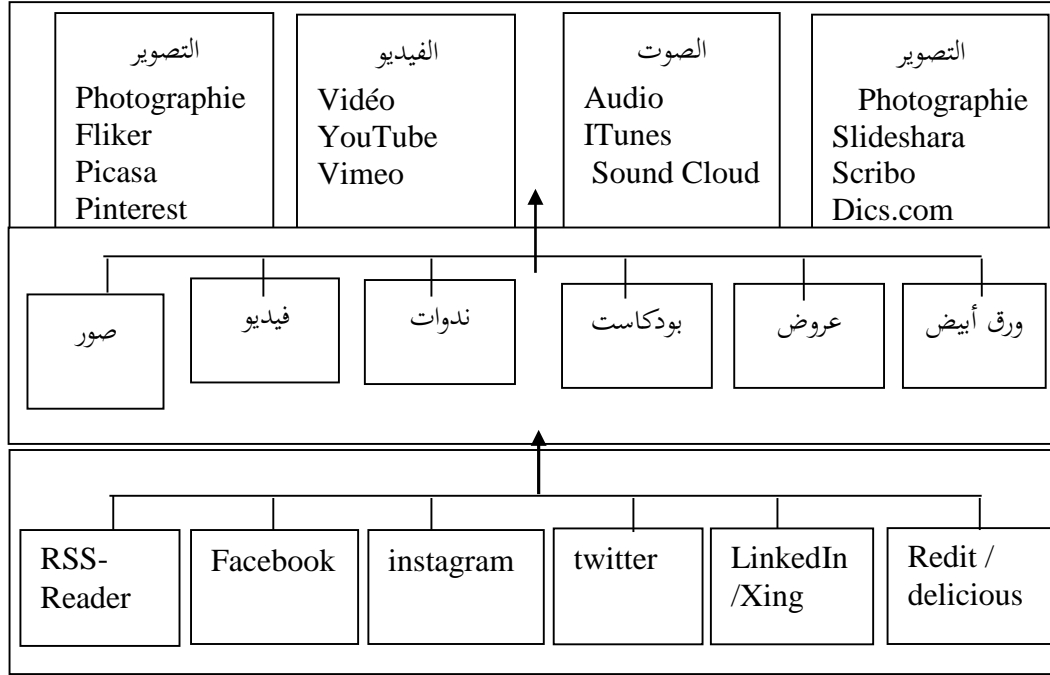 التصوير
Photographie
Fliker
Picasa
Pinterest
الفيديو
Vidéo
YouTube
Vimeo
الصوت
Audio
ITunes
Sound Cloud
التصوير
Photographie
Slideshara
Scribo
Dics.com
صور
فيديو
ندوات
بودكاست
عروض
ورق أبيض
RSS-
Reader
Facebook
instagram
twitter
LinkedIn
/Xing
Redit /
delicious